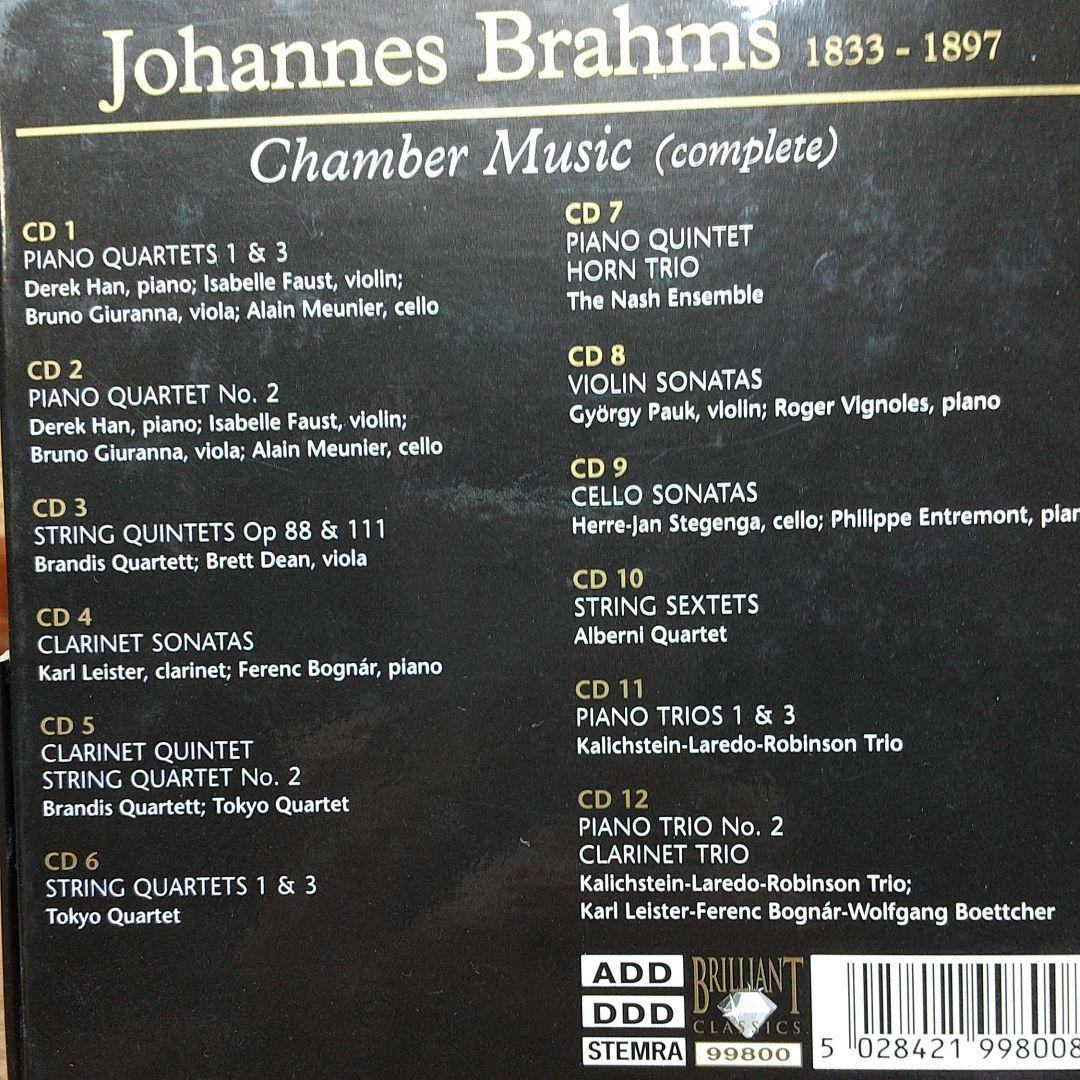 Johannes Brahms 1833 - 1897
Chamber Music (complete)
CD 1
PIANO QUARTETS 1 & 3
Derek Han, piano; Isabelle Faust, violin;
Bruno Giuranna, viola; Alain Meunier, cello
CD 2
PIANO QUARTET No. 2
Derek Han, piano; Isabelle Faust, violin;
Bruno Giuranna, viola; Alain Meunier, cello
CD 3
STRING QUINTETS Op 88 & 111
Brandis Quartett; Brett Dean, viola
CD 4
CLARINET SONATAS
Karl Leister, clarinet; Ferenc Bognár, piano
CD 5
CLARINET QUINTET
STRING QUARTET No. 2
Brandis Quartett; Tokyo Quartet
CD 6
STRING QUARTETS 1 & 3
Tokyo Quartet
CD 7
PIANO QUINTET
HORN TRIO
The Nash Ensemble
CD 8
VIOLIN SONATAS
György Pauk, violin; Roger Vignoles, piano
CD 9
CELLO SONATAS
Herre-Jan Stegenga, cello; Philippe Entremont, pian
CD 10
STRING SEXTETS
Alberni Quartet
CD 11
PIANO TRIOS 1 & 3
Kalichstein-Laredo-Robinson Trio
CD 12
PIANO TRIO No. 2
CLARINET TRIO
Kalichstein-Laredo-Robinson Trio;
Karl Leister-Ferenc Bognár-Wolfgang Boettcher
ADD
DDD
STEMRA
BRILLIANT
CLASSICS
99800
5 028421 998008